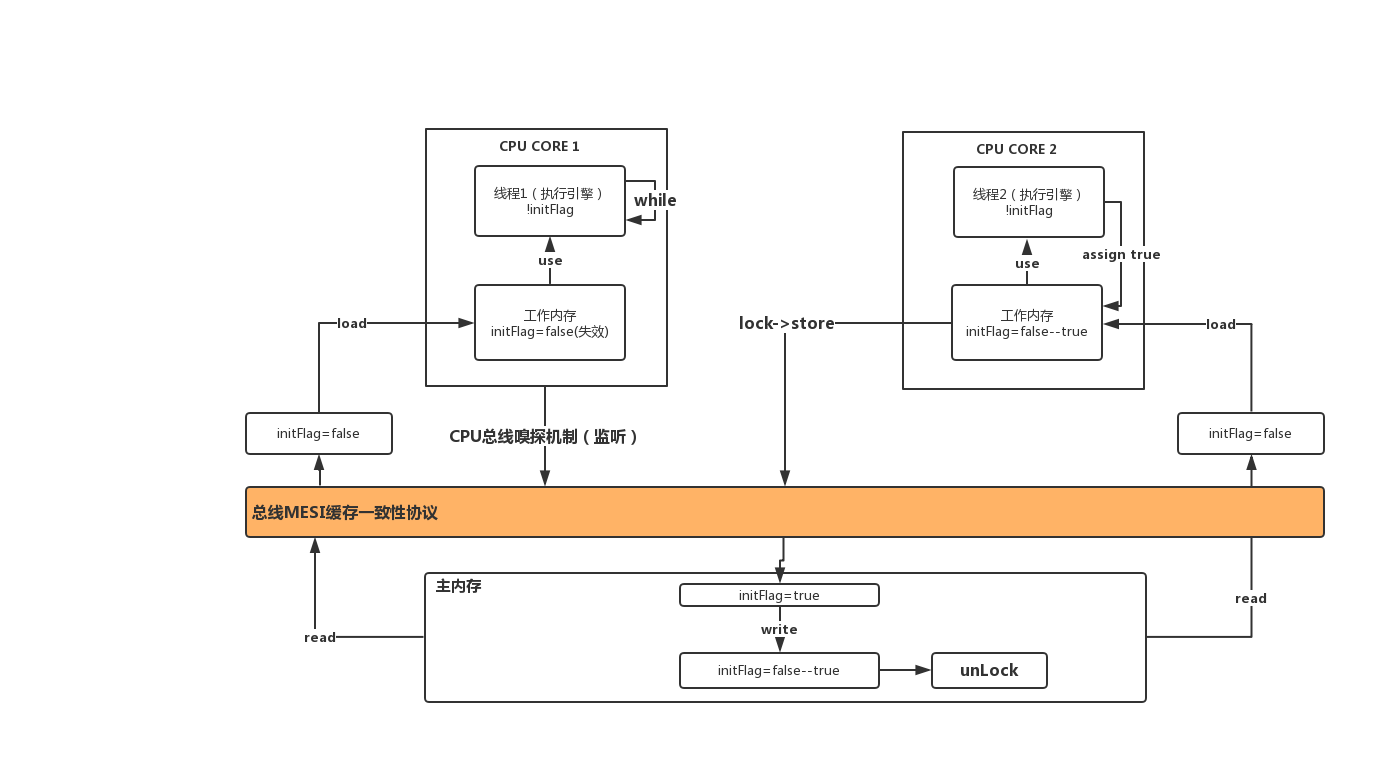 CPU CORE 1
线程1（执行引擎）
!initFlag
while
use
工作内存
initFlag=false(失效)
load
initFlag=false
CPU总线嗅探机制（监听）
CPU CORE 2
线程2（执行引擎）
!initFlag
assign true
use
工作内存
initFlag=false--true
lock->store
load
initFlag=false
总线MESI缓存一致性协议
主内存
initFlag=true
write
initFlag=false--true
unLock
read
read